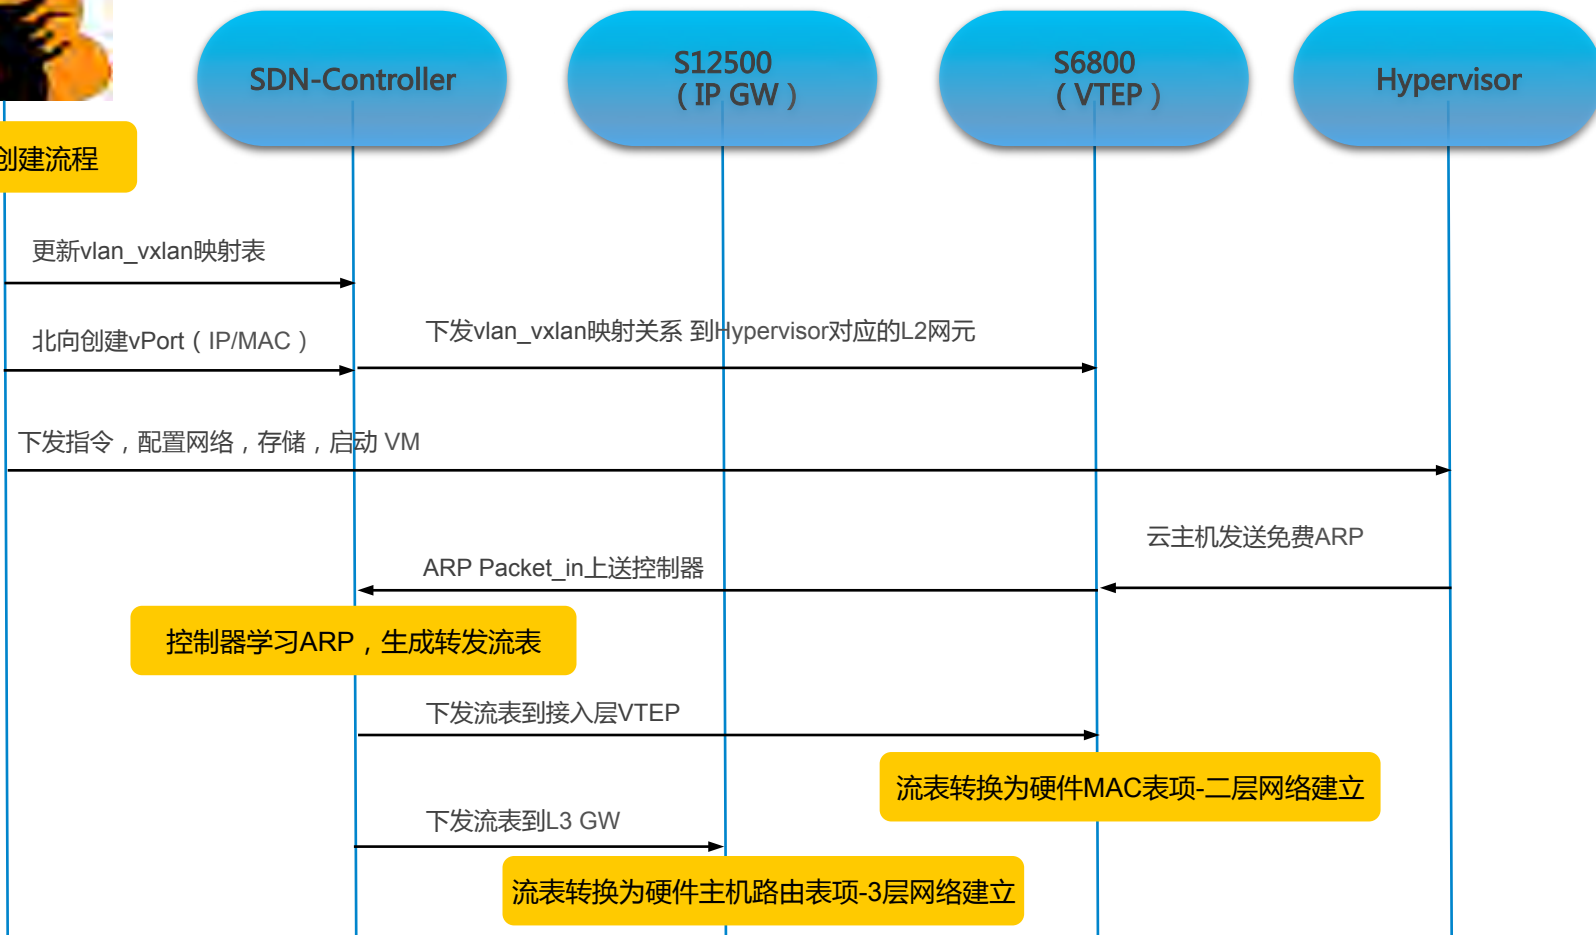 SDN-Controller
S12500
（IP GW）
S6800
（VTEP）
Hypervisor
创建流程
更新vlan_vxlan映射表
北向创建vPort（IP/MAC）
下发vlan_vxlan映射关系 到Hypervisor对应的L2网元
下发指令，配置网络，存储，启动 VM
云主机发送免费ARP
ARP Packet_in上送控制器
控制器学习ARP，生成转发流表
下发流表到接入层VTEP
流表转换为硬件MAC表项-二层网络建立
下发流表到L3 GW
流表转换为硬件主机路由表项-3层网络建立